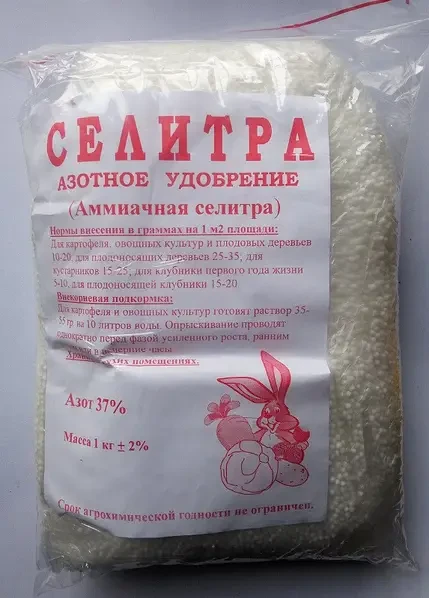 СЕЛИТРА
АЗОТНОЕ УДОБРЕНИЕ
(Аммиачная селитра)
Нормы внесения в граммах на 1 м2 площади:
Для картофеля, овощных культур и плодовых деревьев
10-20, для плодоносящих деревьев 25-35, для
кустарников 15-25, для клубники первого года жизни
5-10, для плодоносящей клубники 15-20
Внекорневая подкормка:
Для картофеля и овощных культур готовят раствор 35-
гр на 10 литров воды. Опрыскивание проводят
однократно перед фазой усиленного роста, ранним
часы
помещениях.
Азот 37%
Масса 1 кг ± 2%
Срок агрохимической годности не ограничен.